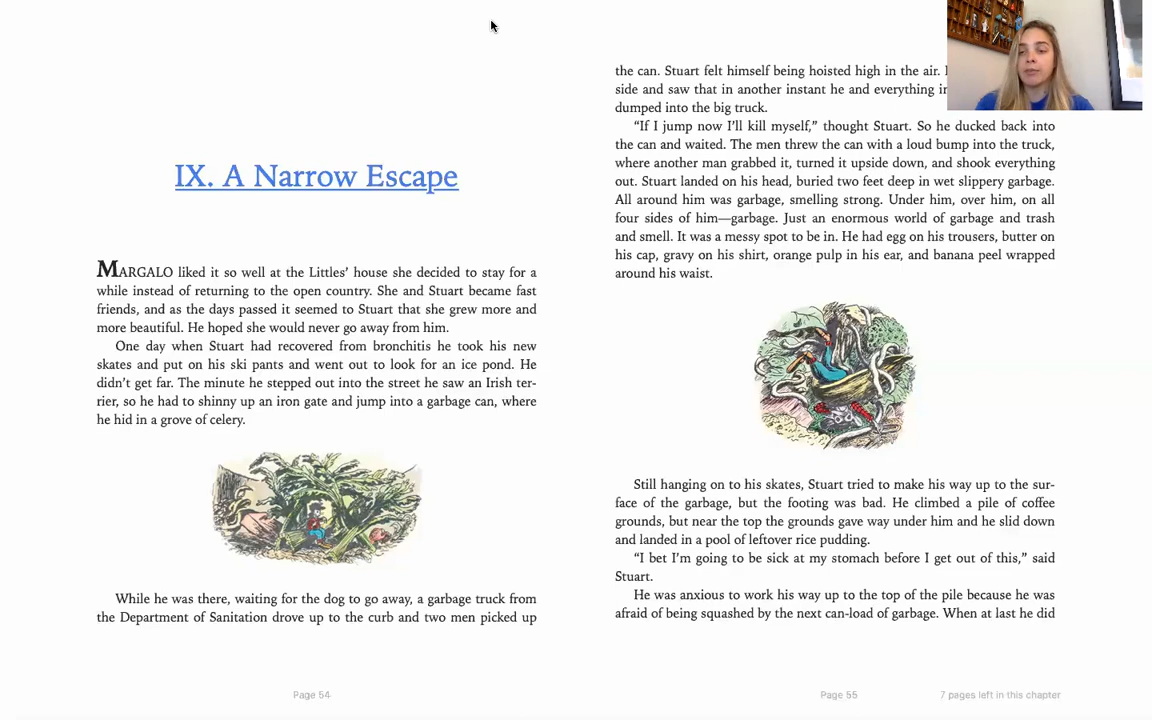 IX. A Narrow Escape
MARGALO liked it so well at the Littles’ house she decided to stay for a
while instead of returning to the open country. She and Stuart became fast
friends, and as the days passed it seemed to Stuart that she grew more and
more beautiful. He hoped she would never go away from him.
One day when Stuart had recovered from bronchitis he took his new
skates and put on his ski pants and went out to look for an ice pond. He
didn’t get far. The minute he stepped out into the street he saw an Irish ter-
rier, so he had to shinny up an iron gate and jump into a garbage can, where
he hid in a grove of celery.
While he was there, waiting for the dog to go away, a garbage truck from
the Department of Sanitation drove up to the curb and two men picked up
Page 54
the can. Stuart felt himself being hoisted high in the air.
side and saw that in another instant he and everything
dumped into the big truck.
“If I jump now I’ll kill myself,” thought Stuart. So he ducked back into
the can and waited. The men threw the can with a loud bump into the truck,
where another man grabbed it, turned it upside down, and shook everything
out. Stuart landed on his head, buried two feet deep in wet slippery garbage.
All around him was garbage, smelling strong. Under him, over him, on all
four sides of him—garbage. Just an enormous world of garbage and trash
and smell. It was a messy spot to be in. He had egg on his trousers, butter on
his cap, gravy on his shirt, orange pulp in his ear, and banana peel wrapped
around his waist.
Still hanging on to his skates, Stuart tried to make his way up to the sur-
face of the garbage, but the footing was bad. He climbed a pile of coffee
grounds, but near the top the grounds gave way under him and he slid down
and landed in a pool of leftover rice pudding.
“I bet I’m going to be sick at my stomach before I get out of this,” said
Stuart.
He was anxious to work his way up to the top of the pile because he was
afraid of being squashed by the next can-load of garbage. When at last he did
Page 55
7 pages left in this chapter